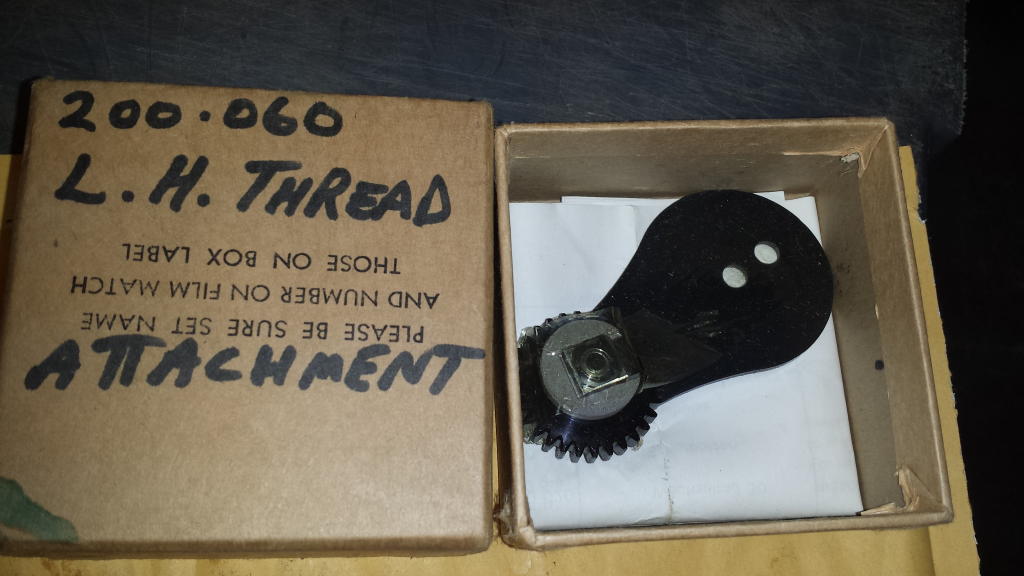 200.060
L.H. THREAD
ATTACHMENT
PLEASE BE SURE SET NAME
AND NUMBER ON FILM MATCH
THOSE ON BOX LABEL